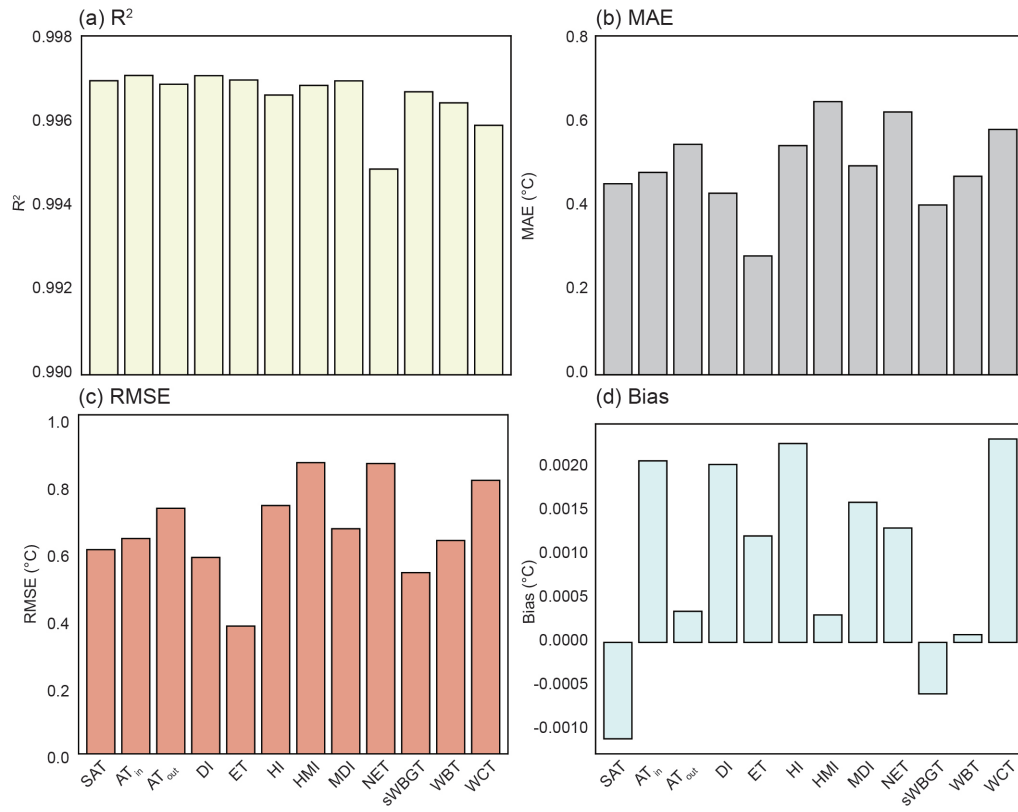 (a) R²
0.998
0.996
0.994
0.992
0.990
R²
(b) MAE
0.8
0.6
0.4
0.2
0.0
MAE (°C)
(c) RMSE
1.0
0.8
0.6
0.4
0.2
0.0
RMSE (°C)
SAT
AT in
AT out
DI
ET
HI
HMI
MDI
NET
sWBGT
WBT
WCT
(d) Bias
0.0020
0.0015
0.0010
0.0005
0.0000
-0.0005
-0.0010
Bias (°C)
SAT
AT in
AT out
DI
ET
HI
HMI
MDI
NET
sWBGT
WBT
WCT